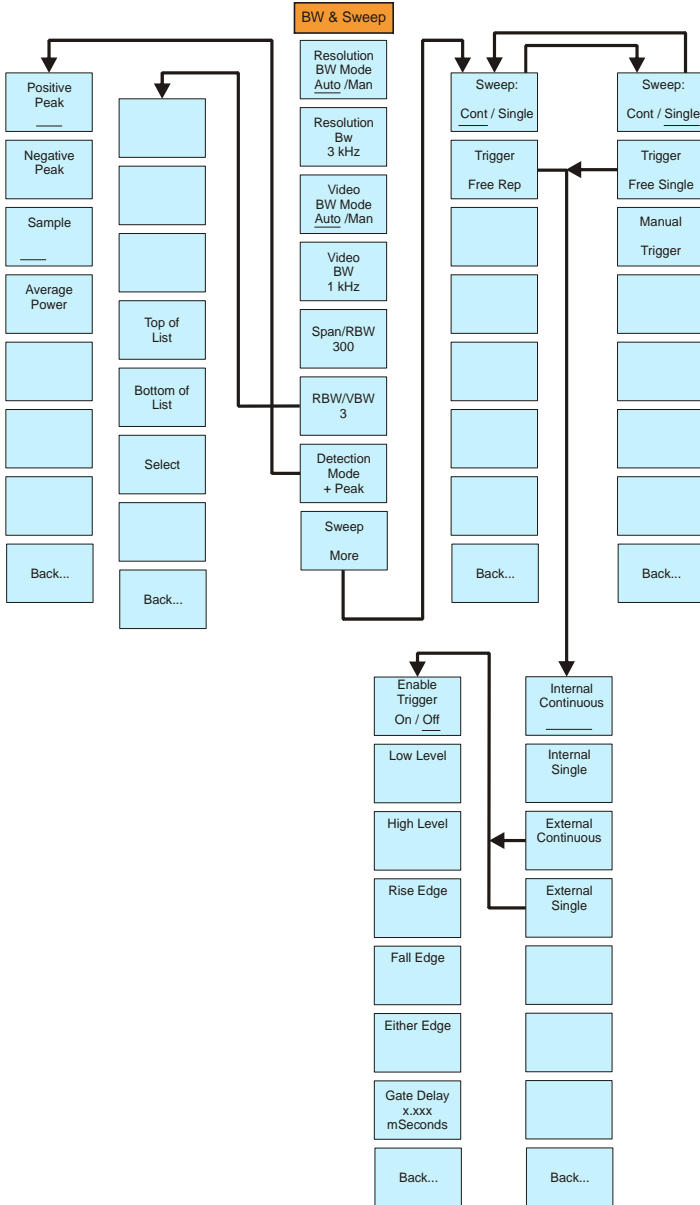 BW & Sweep
Resolution
BW Mode
Auto /Man
Resolution
Bw
3 kHz
Video
BW Mode
Auto /Man
Video
BW
1 kHz
Span/RBW
300
RBW/VBW
3
Detection
Mode
+ Peak
Sweep
More
Positive
Peak
Negative
Peak
Sample
Average
Power
Back...
Top of
List
Bottom of
List
Select
Back...
Sweep:
Cont / Single
Trigger
Free Rep
Back...
Sweep:
Cont / Single
Trigger
Free Single
Manual
Trigger
Back...
Enable
Trigger
On / Off
Low Level
High Level
Rise Edge
Fall Edge
Either Edge
Gate Delay
x.xxx
mSeconds
Back...
Internal
Continuous
Internal
Single
External
Continuous
External
Single
Back...